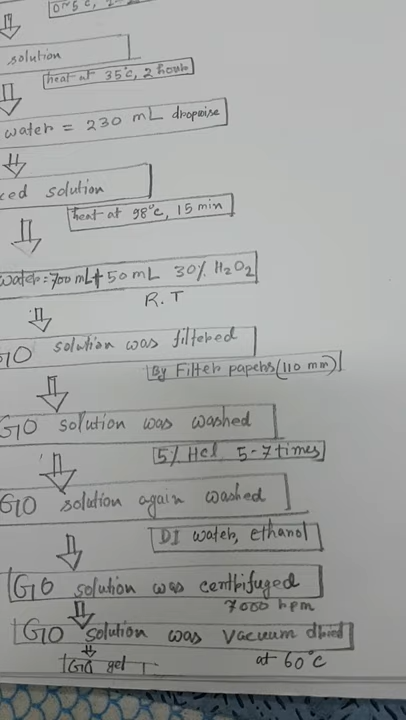 0~5°c,
solution
heat at 35°c, 2 hours
water = 230 mL dropwise
ced solution
heat at 98°c, 15 min
water=700 mL+50 mL 30% H2O2
R.T
GO solution was filtered
By Filter papers(110 mm)
GO solution was washed
5% Hcl 5-7 times
GO solution again washed
DI water, ethanol
GO solution was centrifuged
7000 rpm
GO solution was vacuum dried
at 60°c
GO gel